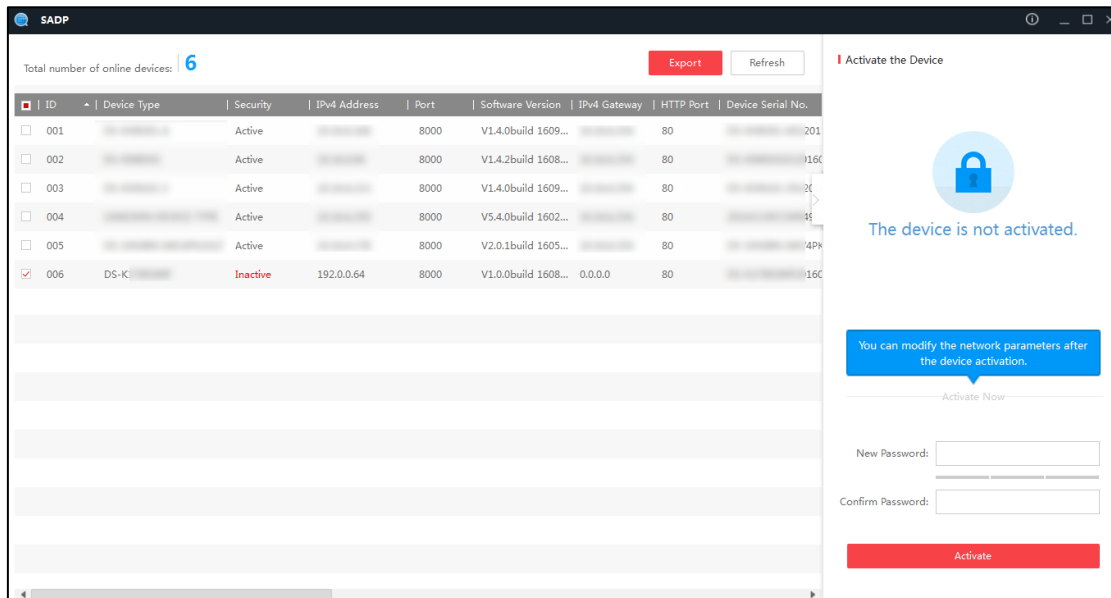 SADP
Total number of online devices: 6
Export
Refresh
ID Device Type Security IPv4 Address Port Software Version IPv4 Gateway HTTP Port Device Serial No.
001 Active 8000 V1.4.0build 1609... 80 201
002 Active 8000 V1.4.2build 1608... 80 160
003 Active 8000 V1.4.0build 1609... 80
004 Active 8000 V5.4.0build 1602... 80
005 Active 8000 V2.0.1build 1605... 80
006 DS-K Inactive 192.0.0.64 8000 V1.0.0build 1608... 0.0.0.0 80 160
Activate the Device
The device is not activated.
You can modify the network parameters after
the device activation.
Activate Now
New Password:
Confirm Password:
Activate